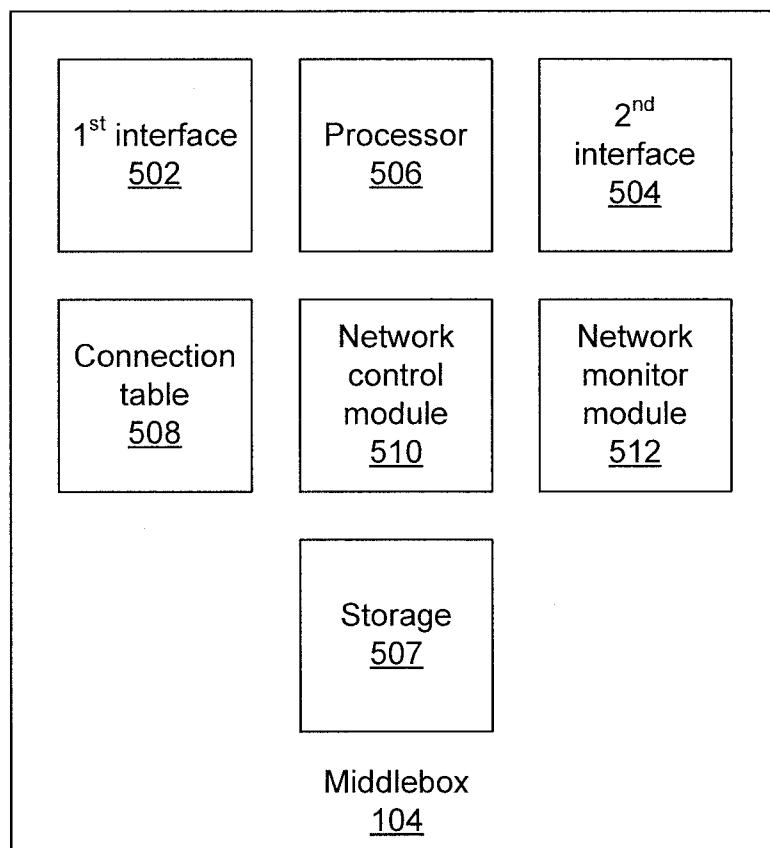 1st interface
502
Processor
506
2nd
interface
504
Connection
table
508
Network
control
module
510
Network
monitor
module
512
Storage
507
Middlebox
104